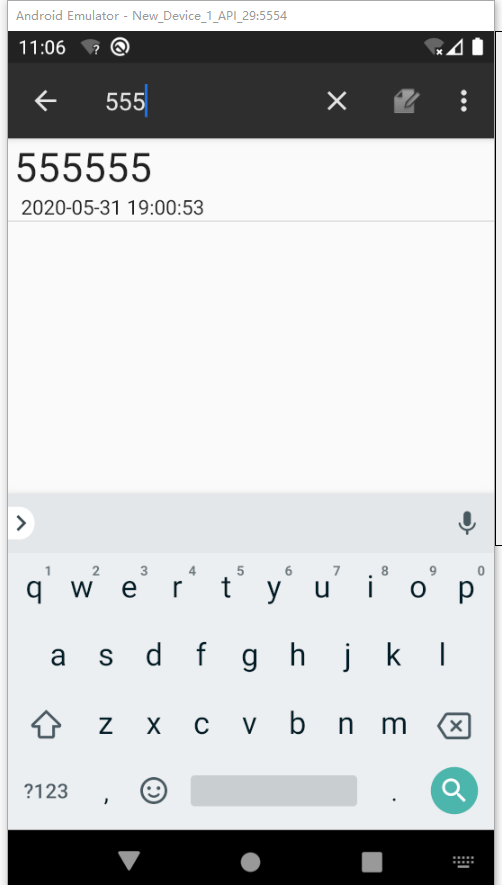 Android Emulator - New_Device_1_API_29:5554
11:06
555
555555
2020-05-31 19:00:53
1 2 3 4 5 6 7 8 9 0
q w e r t y u i o p
a s d f g h j k l
z x c v b n m
?123 , .